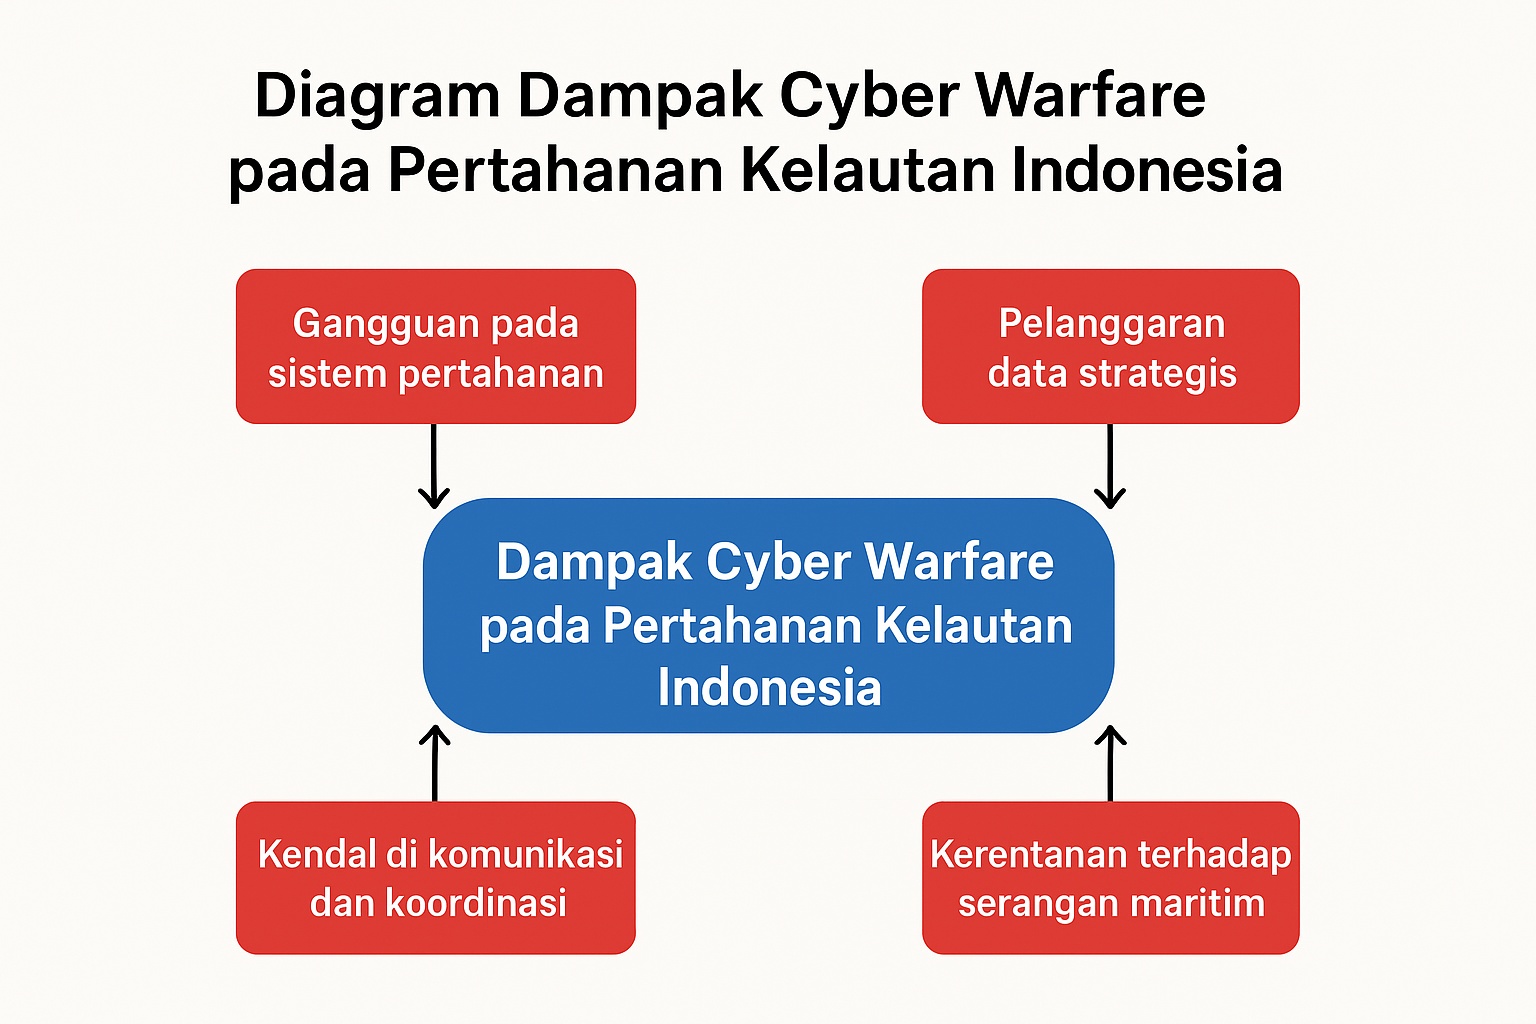 Diagram Dampak Cyber Warfare
pada Pertahanan Kelautan Indonesia
Gangguan pada
sistem pertahanan
Pelanggaran
data strategis
Dampak Cyber Warfare
pada Pertahanan Kelautan
Indonesia
Kendal di komunikasi
dan koordinasi
Kerentanan terhadap
serangan maritim